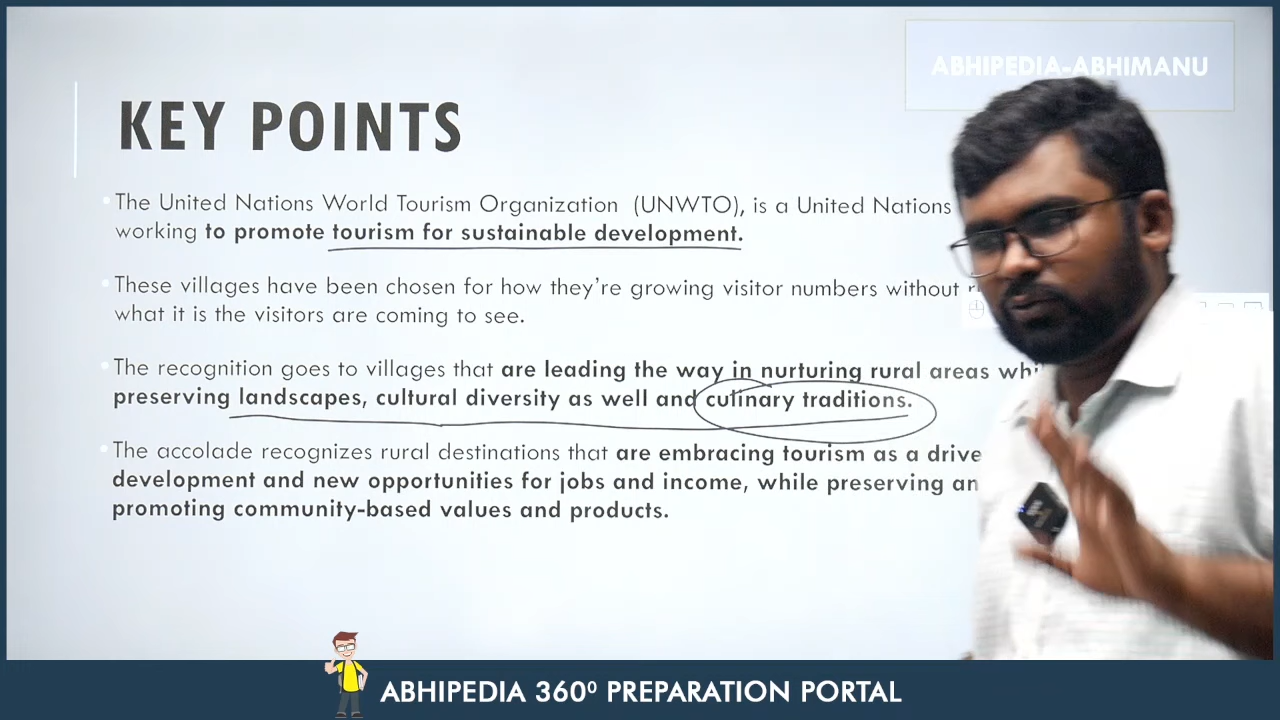 ABHIPEDIA-ABHIMANU
KEY POINTS
The United Nations World Tourism Organization (UNWTO), is a United Nations
working to promote tourism for sustainable development.
These villages have been chosen for how they're growing visitor numbers without
what it is the visitors are coming to see.
The recognition goes to villages that are leading the way in nurturing rural areas
preserving landscapes, cultural diversity as well and culinary traditions.
The accolade recognizes rural destinations that are embracing tourism as a
development and new opportunities for jobs and income, while preserving
promoting community-based values and products.
ABHIPEDIA 360⁰ PREPARATION PORTAL